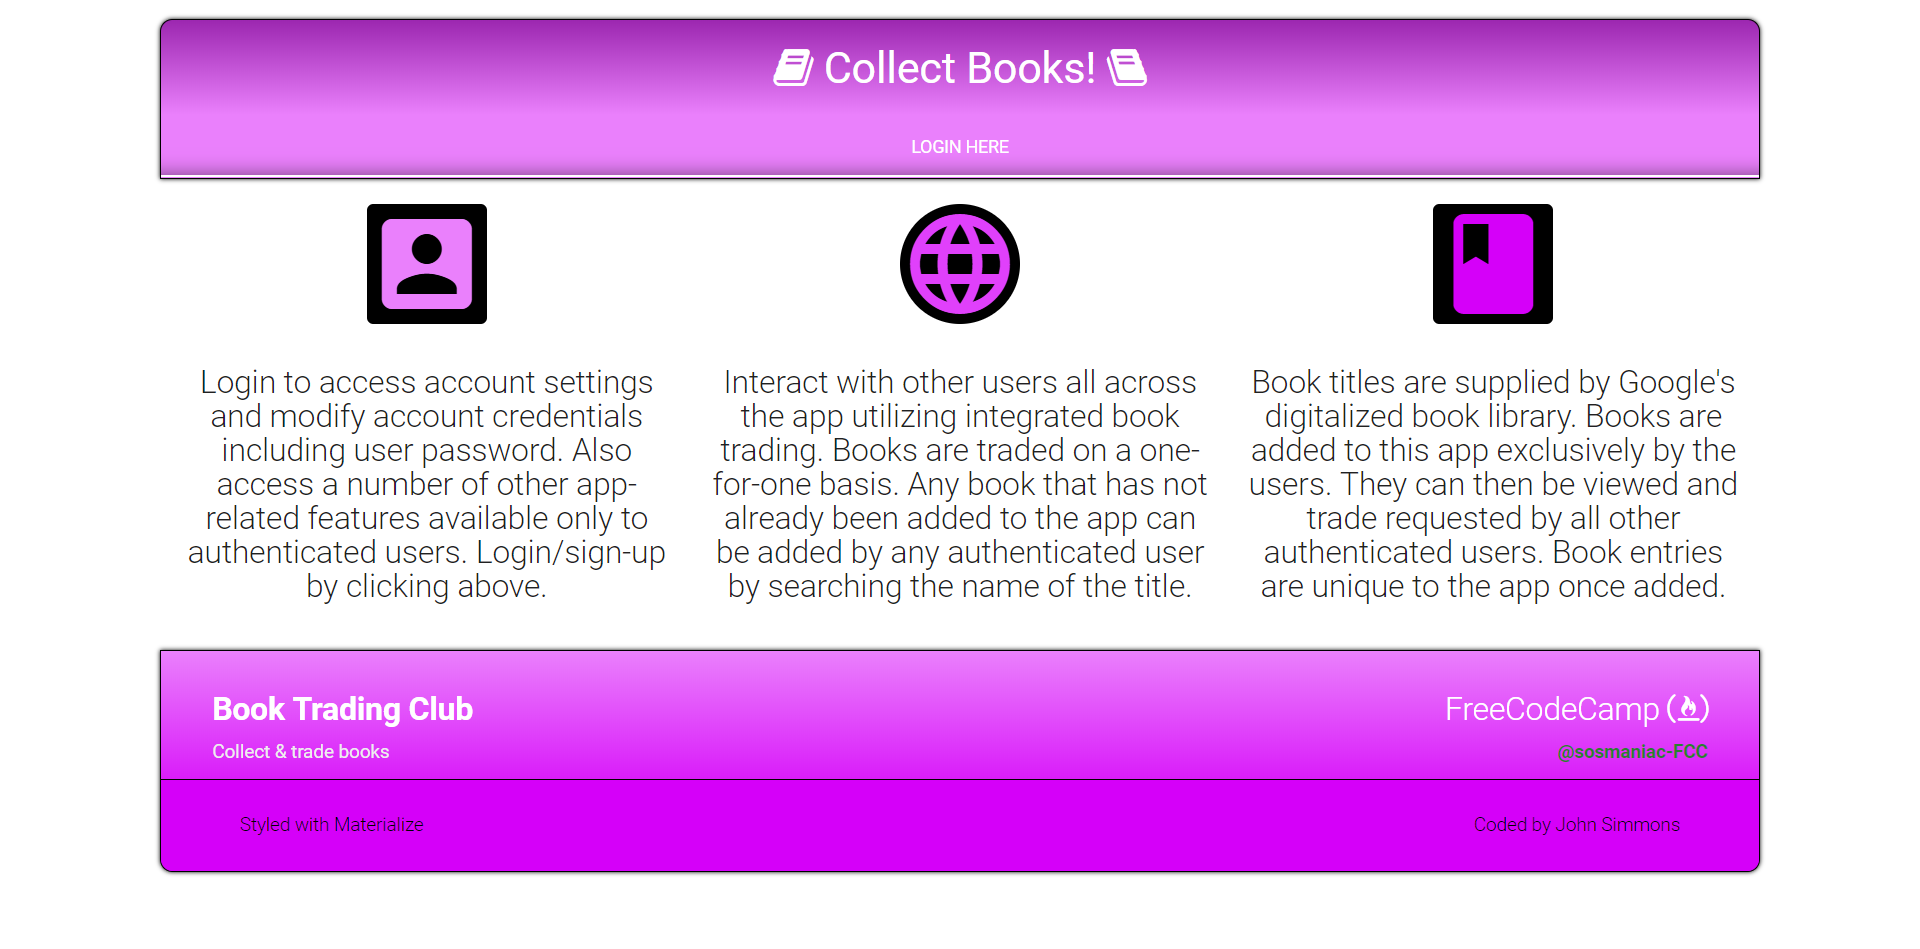 Collect Books!
LOGIN HERE
Login to access account settings
and modify account credentials
including user password. Also
access a number of other app-
related features available only to
authenticated users. Login/sign-up
by clicking above.
Interact with other users all across
the app utilizing integrated book
trading. Books are traded on a one-
for-one basis. Any book that has not
already been added to the app can
be added by any authenticated user
by searching the name of the title.
Book titles are supplied by Google's
digitalized book library. Books are
added to this app exclusively by the
users. They can then be viewed and
trade requested by all other
authenticated users. Book entries
are unique to the app once added.
Book Trading Club
Collect & trade books
FreeCodeCamp
@sosmaniac-FCC
Styled with Materialize
Coded by John Simmons